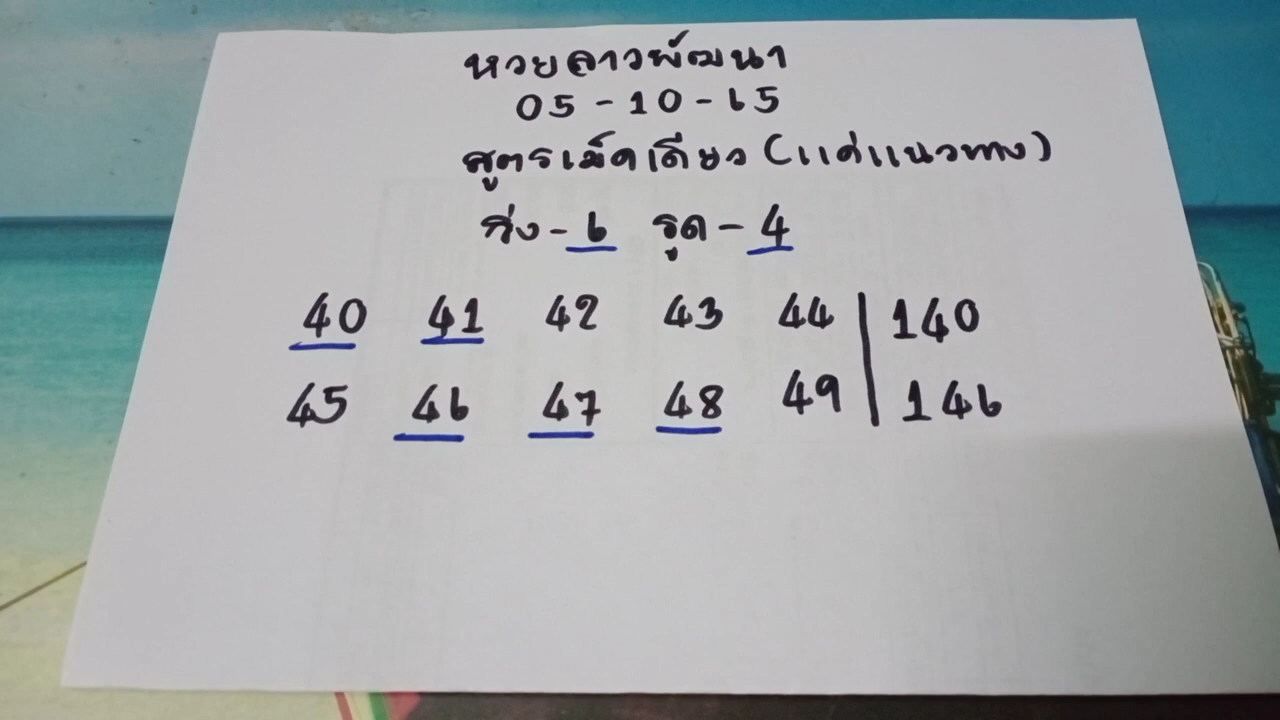 หวยลาวพัฒนา
05-10-65
สูตรเม็ดเดียว (แค่แนวทาง)
วิ่ง-6 รูด-4
40 41 42 43 44 | 140
45 46 47 48 49 | 146